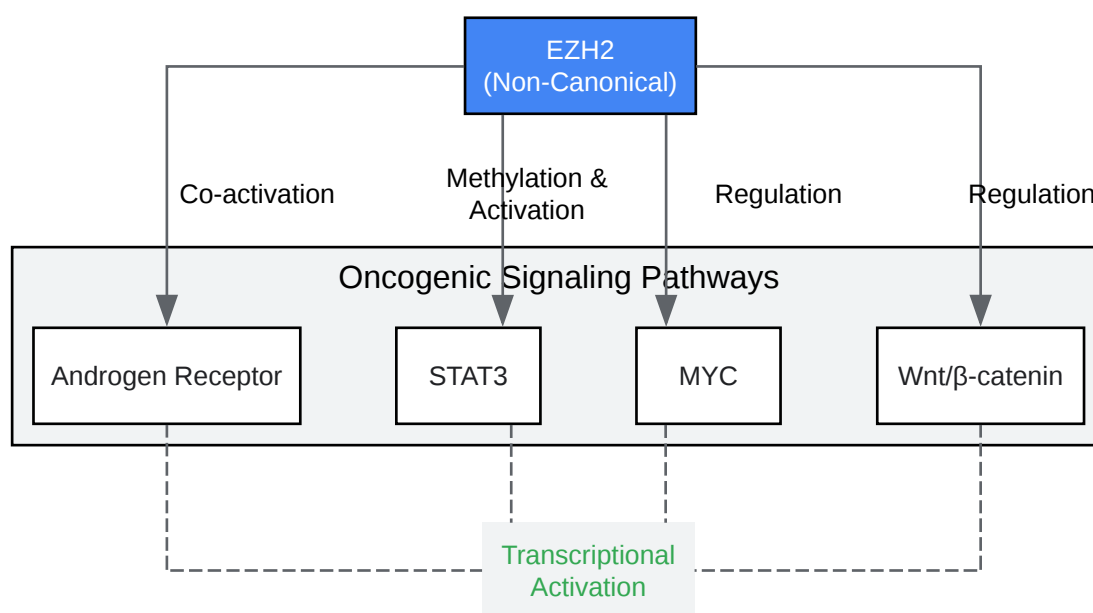 EZH2
(Non-Canonical)
Co-activation
Methylation &
Activation
Regulation
Regulation
Oncogenic Signaling Pathways
Androgen Receptor
STAT3
MYC
Wnt/β-catenin
Transcriptional
Activation